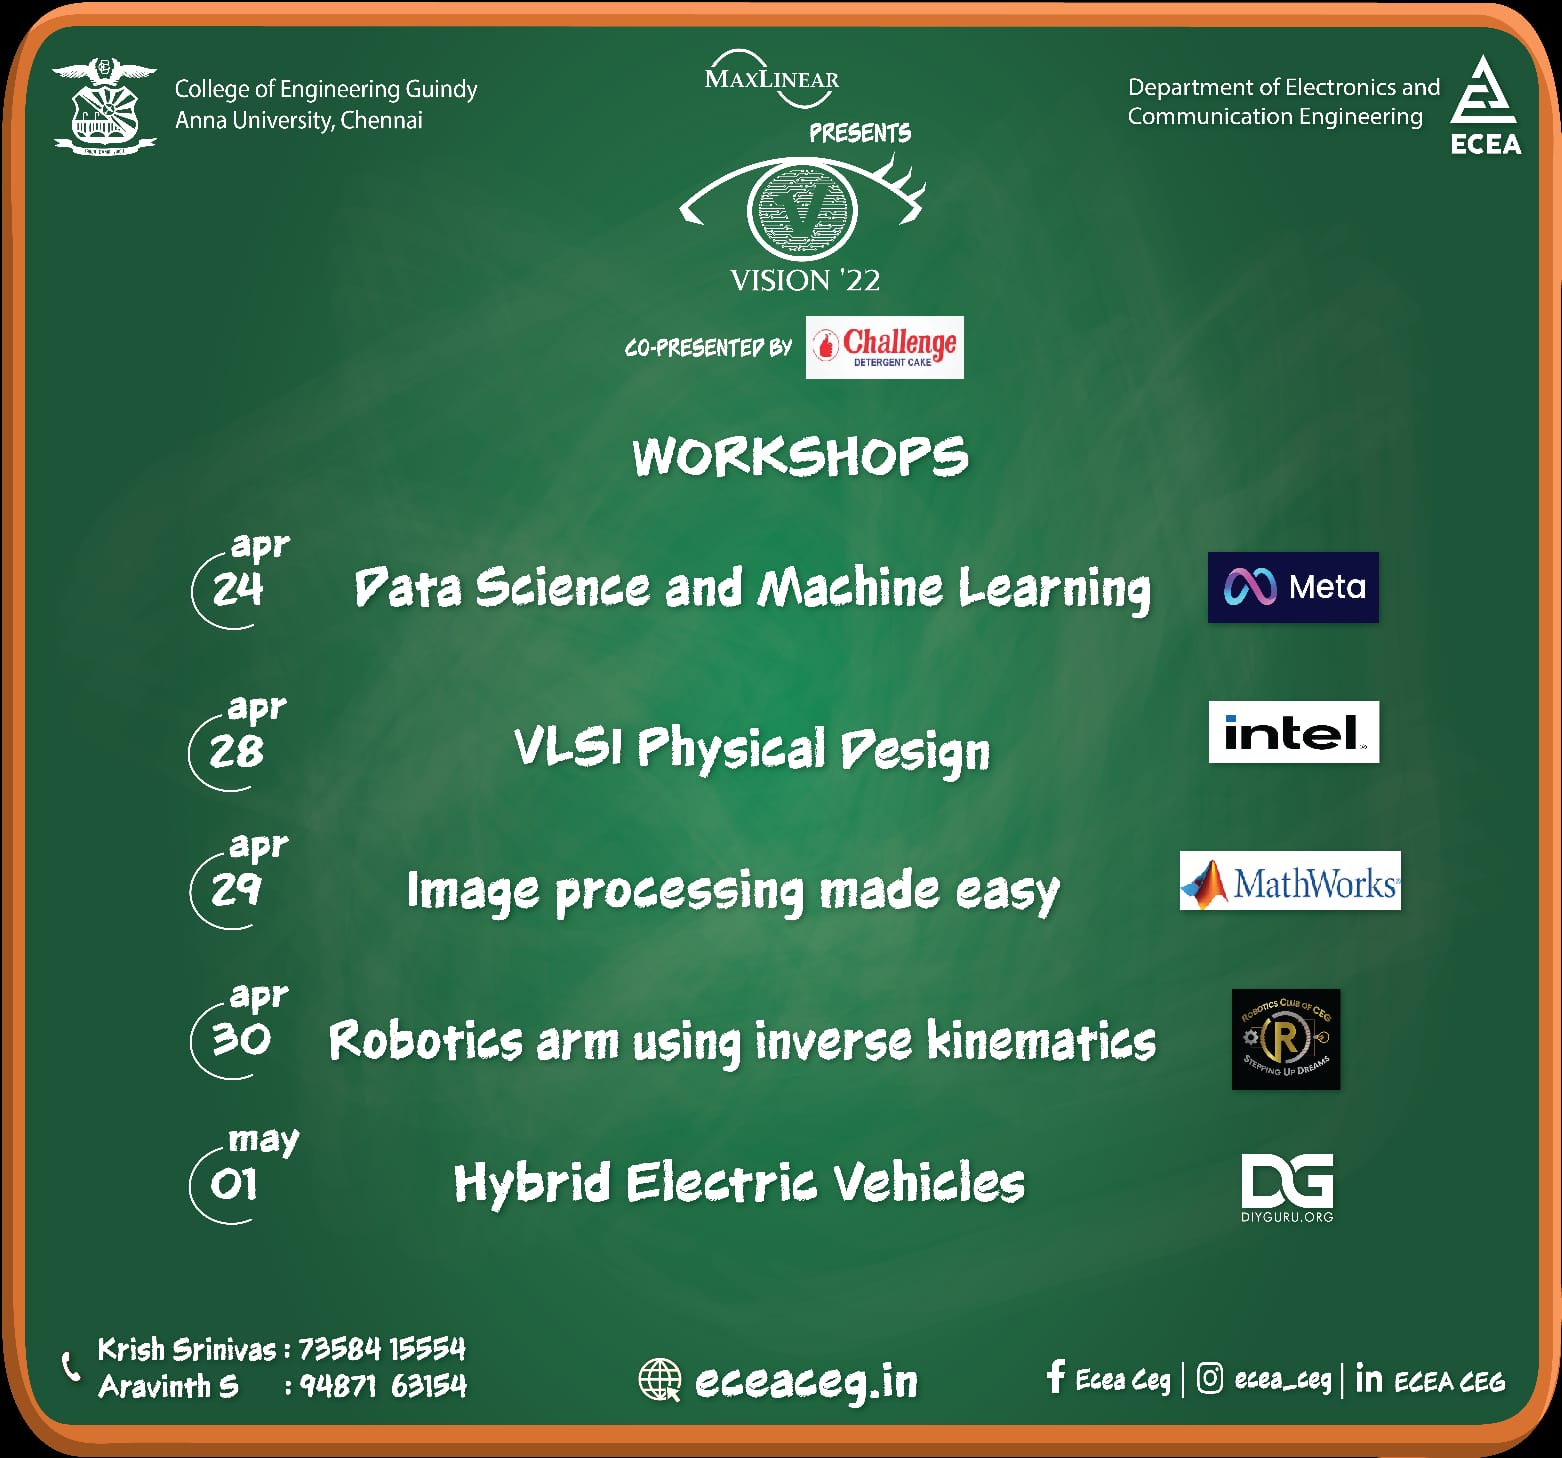 College of Engineering Guindy
Anna University, Chennai
MAXLINEAR
PRESENTS
Department of Electronics and
Communication Engineering
ECEA
VISION '22
CO-PRESENTED BY
Challenge
DETERGENT CAKE
WORKSHOPS
apr
24
Data Science and Machine Learning
Meta
apr
28
VLSI Physical Design
intel
apr
29
Image processing made easy
MathWorks®
apr
30
Robotics arm using inverse kinematics
ROBOTICS CLUB OF CEG
R
STEPPING UP DREAMS
may
01
Hybrid Electric Vehicles
DG
DIYGURU.ORG
Krish Srinivas : 73584 15554
Aravinth S : 94871 63154
eceaceg.in
f Ecea Ceg | ecea_ceg | in ECEA CEG